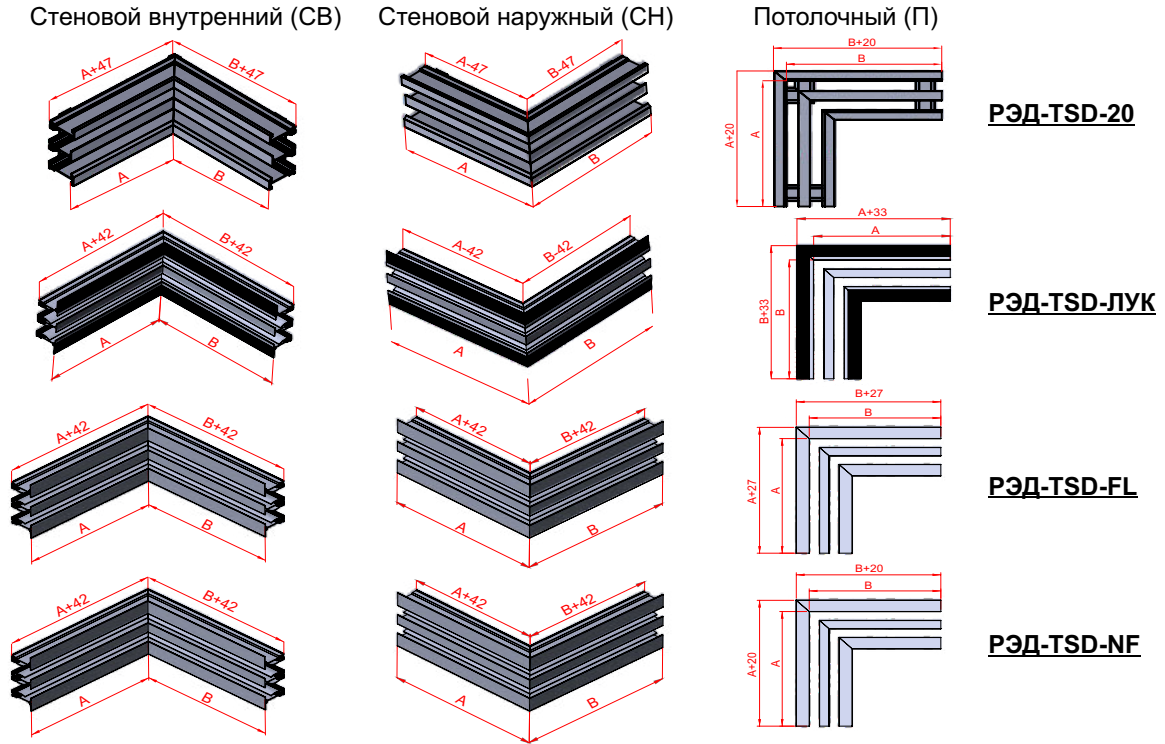 Стеновой внутренний (СВ)
Стеновой наружный (СН)
Потолочный (П)
A+47
B+47
A
B
A-47
B-47
A
B
B+20
B
A+20
A
РЭД-TSD-20
A+42
B+42
A
B
A-42
B-42
A
B
A+33
A
B+33
B
РЭД-TSD-ЛУК
A+42
B+42
A
B
A+42
B+42
A
B
B+27
B
A+27
A
РЭД-TSD-FL
A+42
B+42
A
B
A+42
B+42
A
B
B+20
B
A+20
A
РЭД-TSD-NF